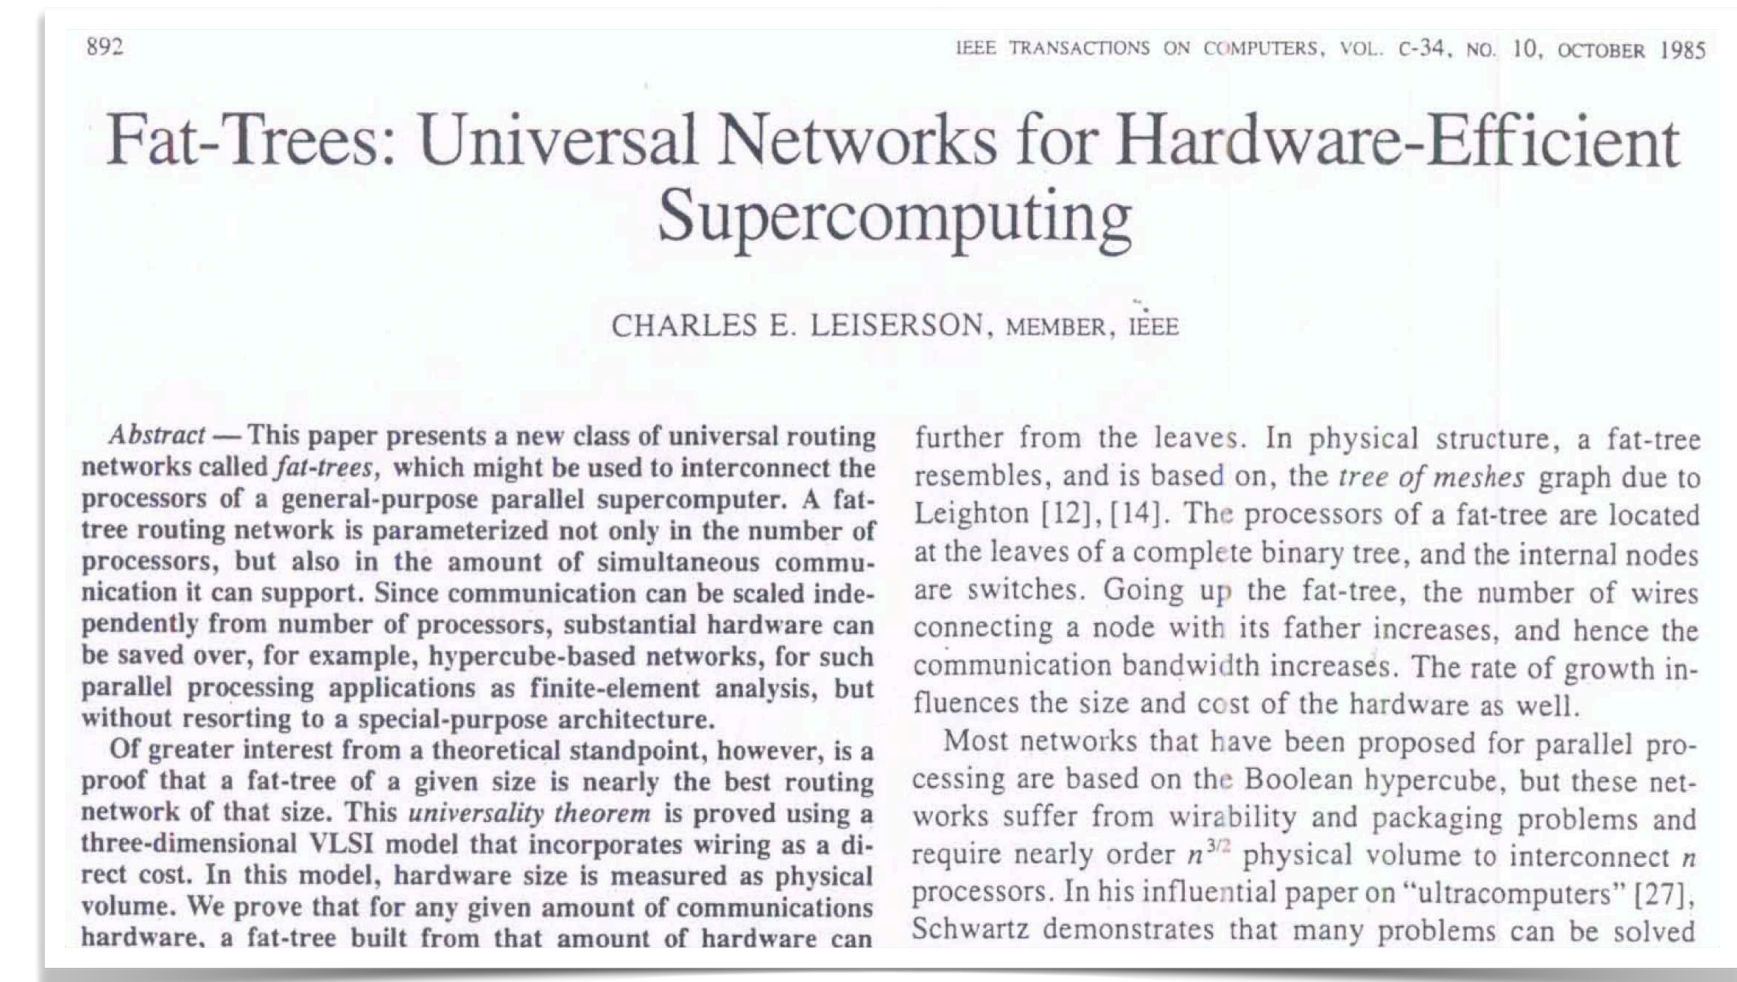 892
IEEE TRANSACTIONS ON COMPUTERS, VOL. C-34, NO. 10, OCTOBER 1985
Fat-Trees: Universal Networks for Hardware-Efficient
Supercomputing
CHARLES E. LEISERSON, MEMBER, IEEE
Abstract — This paper presents a new class of universal routing
networks called fat-trees, which might be used to interconnect the
processors of a general-purpose parallel supercomputer. A fat-
tree routing network is parameterized not only in the number of
processors, but also in the amount of simultaneous commu-
nication it can support. Since communication can be scaled inde-
pendently from number of processors, substantial hardware can
be saved over, for example, hypercube-based networks, for such
parallel processing applications as finite-element analysis, but
without resorting to a special-purpose architecture.
Of greater interest from a theoretical standpoint, however, is a
proof that a fat-tree of a given size is nearly the best routing
network of that size. This universality theorem is proved using a
three-dimensional VLSI model that incorporates wiring as a di-
rect cost. In this model, hardware size is measured as physical
volume. We prove that for any given amount of communications
hardware, a fat-tree built from that amount of hardware can
further from the leaves. In physical structure, a fat-tree
resembles, and is based on, the tree of meshes graph due to
Leighton [12], [14]. The processors of a fat-tree are located
at the leaves of a complete binary tree, and the internal nodes
are switches. Going up the fat-tree, the number of wires
connecting a node with its father increases, and hence the
communication bandwidth increases. The rate of growth in-
fluences the size and cost of the hardware as well.
Most networks that have been proposed for parallel pro-
cessing are based on the Boolean hypercube, but these net-
works suffer from wirability and packaging problems and
require nearly order n^3/2 physical volume to interconnect n
processors. In his influential paper on “ultracomputers” [27],
Schwartz demonstrates that many problems can be solved